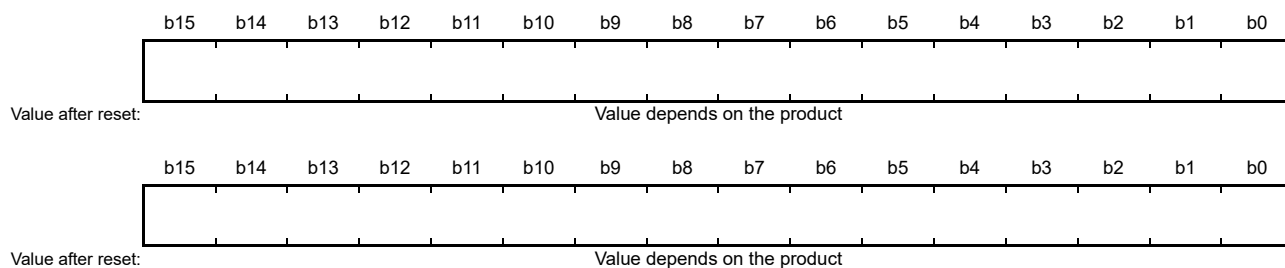 b15 b14 b13 b12 b11 b10 b9 b8 b7 b6 b5 b4 b3 b2 b1 b0
Value after reset: Value depends on the product
b15 b14 b13 b12 b11 b10 b9 b8 b7 b6 b5 b4 b3 b2 b1 b0
Value after reset: Value depends on the product